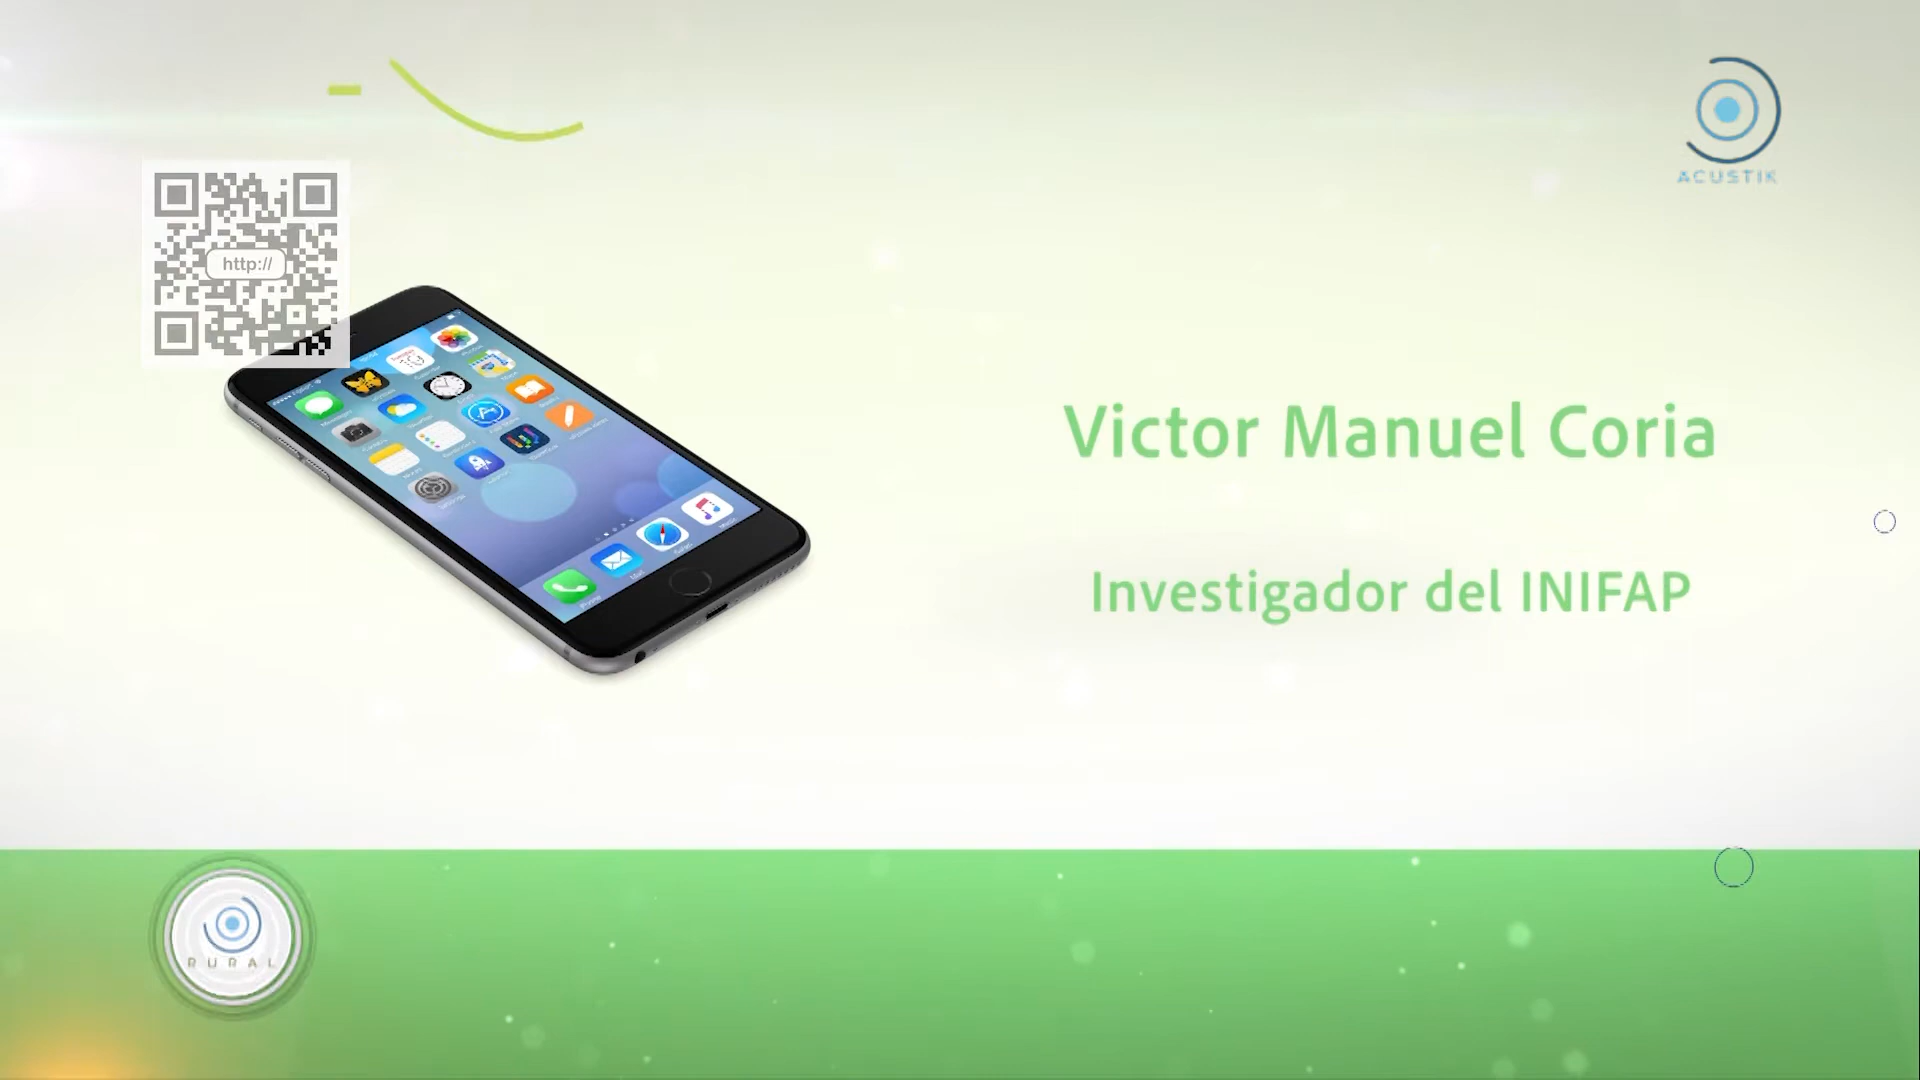 ACUSTIK
http://
Victor Manuel Coria
Investigador del INIFAP
RURAL